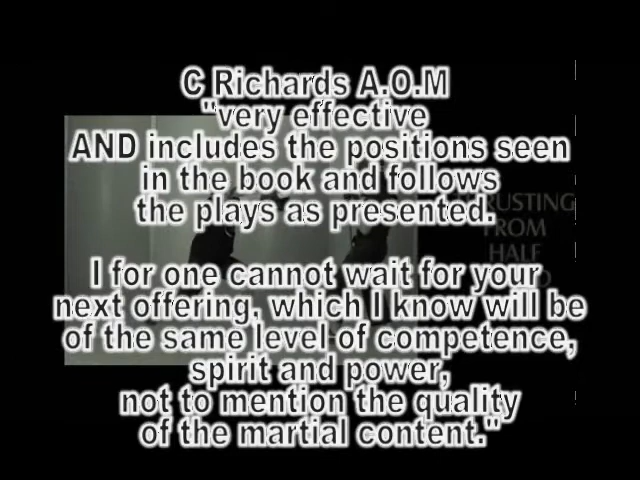 C Richards A.O.M
"very effective
AND includes the positions seen
in the book and follows
the plays as presented.
I for one cannot wait for your
next offering, which I know will be
of the same level of competence,
spirit and power,
not to mention the quality
of the martial content."
FROM
HALF